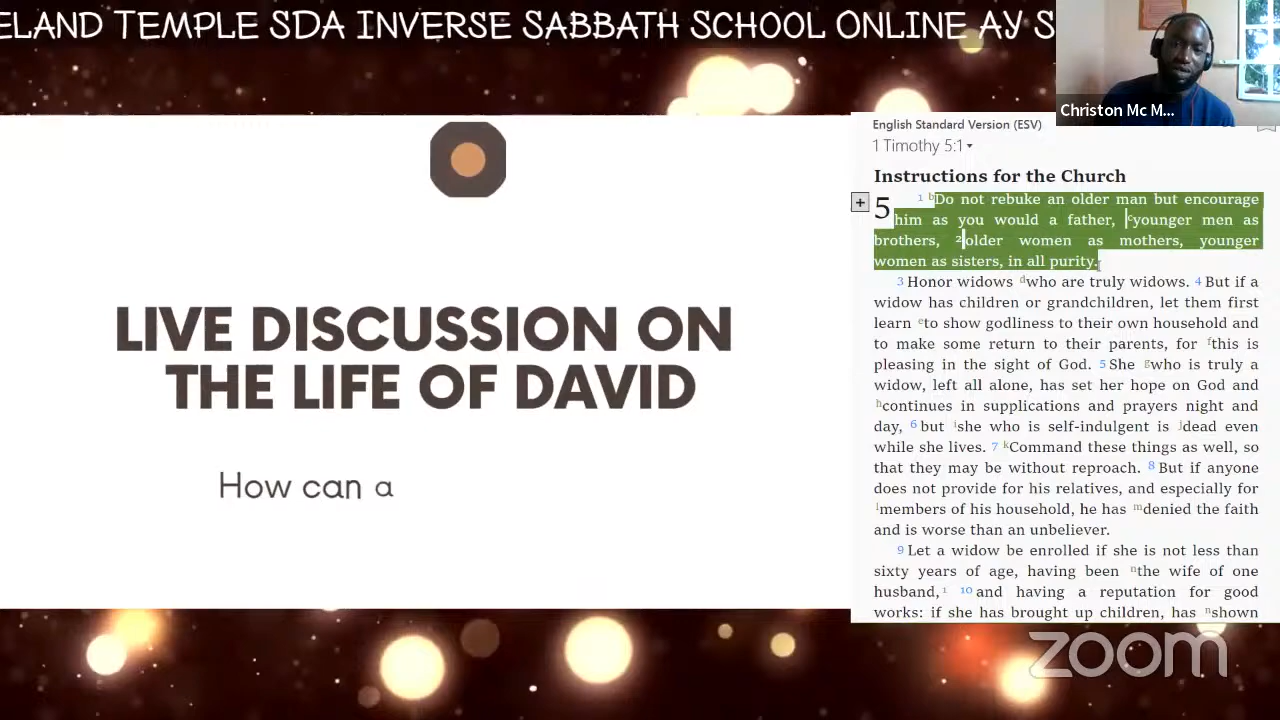 ELAND TEMPLE SDA INVERSE SABBATH SCHOOL ONLINE AY S
Christon Mc M...
LIVE DISCUSSION ON
THE LIFE OF DAVID
How can a
English Standard Version (ESV)
1 Timothy 5:1
Instructions for the Church
5 1 b Do not rebuke an older man but encourage
him as you would a father, c younger men as
brothers, 2 older women as mothers, younger
women as sisters, in all purity.
3 Honor widows d who are truly widows. 4 But if a
widow has children or grandchildren, let them first
learn e to show godliness to their own household and
to make some return to their parents, for f this is
pleasing in the sight of God. 5 She g who is truly a
widow, left all alone, has set her hope on God and
h continues in supplications and prayers night and
day, 6 but i she who is self-indulgent is j dead even
while she lives. 7 k Command these things as well, so
that they may be without reproach. 8 But if anyone
does not provide for his relatives, and especially for
l members of his household, he has m denied the faith
and is worse than an unbeliever.
9 Let a widow be enrolled if she is not less than
sixty years of age, having been n the wife of one
husband, 1 10 and having a reputation for good
works: if she has brought up children, has n shown
zoom